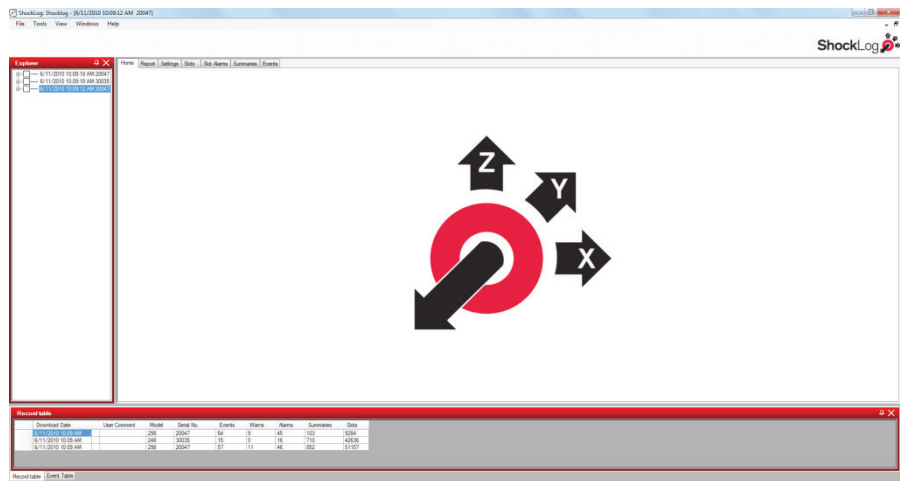 ShockLog: Shocklog - [6/11/2010 10:09:12 AM 20047]
File Tools View Windows Help
ShockLog
Explorer
Home Report Settings Slots Slot Alarms Summaries Events
6/11/2010 10:09:18 AM 20047
6/11/2010 10:09:18 AM 30035
6/11/2010 10:09:12 AM 20047
Z
Y
X
Record table
Download Date User Comment Model Serial No. Events Warns Alarms Summaries Slots
6/11/2010 10:09 AM 298 20047 54 9 45 103 9284
6/11/2010 10:09 AM 248 30035 15 0 16 710 42636
6/11/2010 10:09 AM 298 20047 57 11 46 852 51157
Record table Event Table